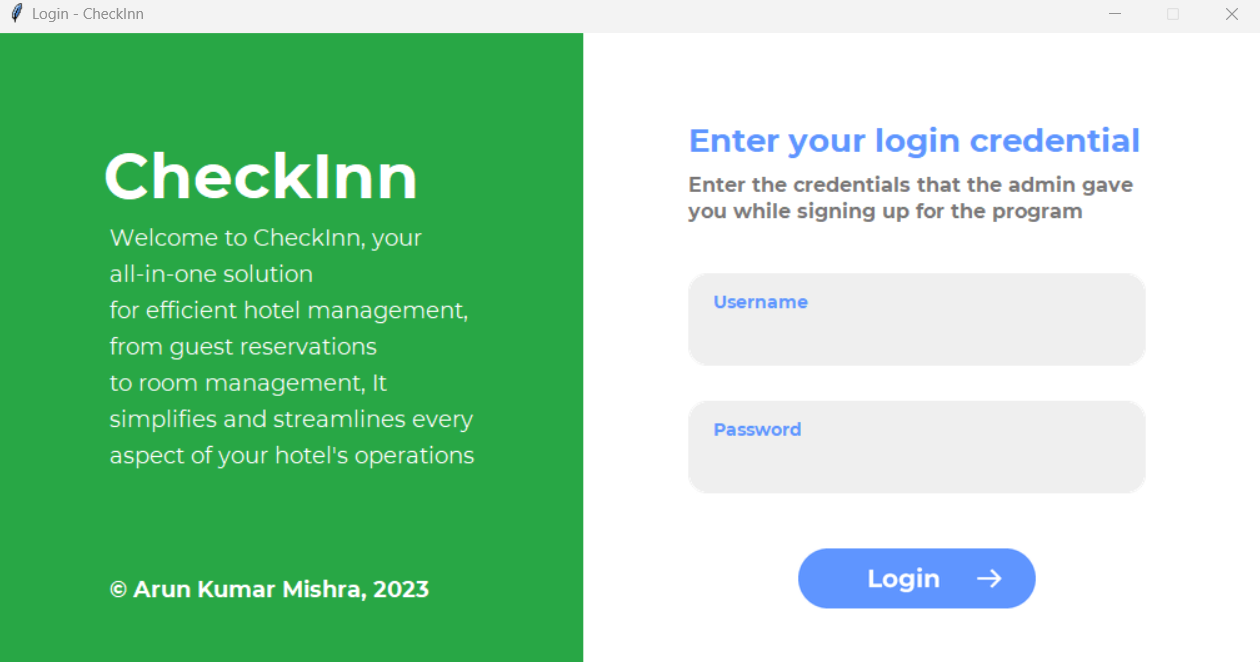 Login - CheckInn
CheckInn
Welcome to CheckInn, your
all-in-one solution
for efficient hotel management,
from guest reservations
to room management, It
simplifies and streamlines every
aspect of your hotel's operations
© Arun Kumar Mishra, 2023
Enter your login credential
Enter the credentials that the admin gave
you while signing up for the program
Username
Password
Login →